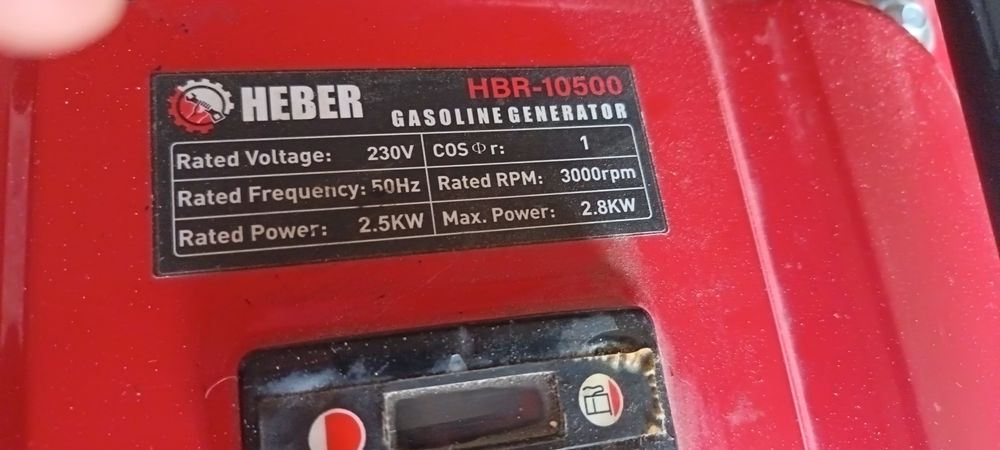 HEBER HBR-10500
GASOLINE GENERATOR
Rated Voltage: 230V COS Φ r: 1
Rated Frequency: 50Hz Rated RPM: 3000rpm
Rated Power: 2.5KW Max. Power: 2.8KW